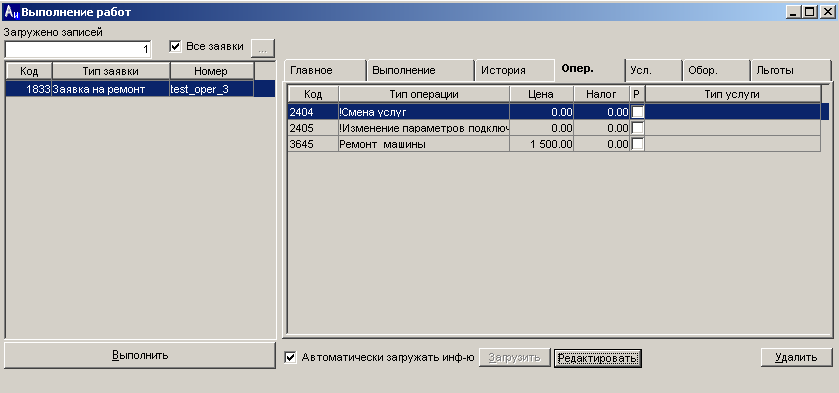 Ан Выполнение работ
Загружено записей
1 Все заявки ...
Код Тип заявки Номер
1833 Заявка на ремонт test_oper_3
Выполнить
Главное Выполнение История Опер. Усл. Обор. Льготы
Код Тип операции Цена Налог Р Тип услуги
2404 !Смена услуг 0.00 0.00
2405 !Изменение параметров подключ 0.00 0.00
3645 Ремонт машины 1 500.00 0.00
Автоматически загружать инф-ю Загрузить Редактировать Удалить